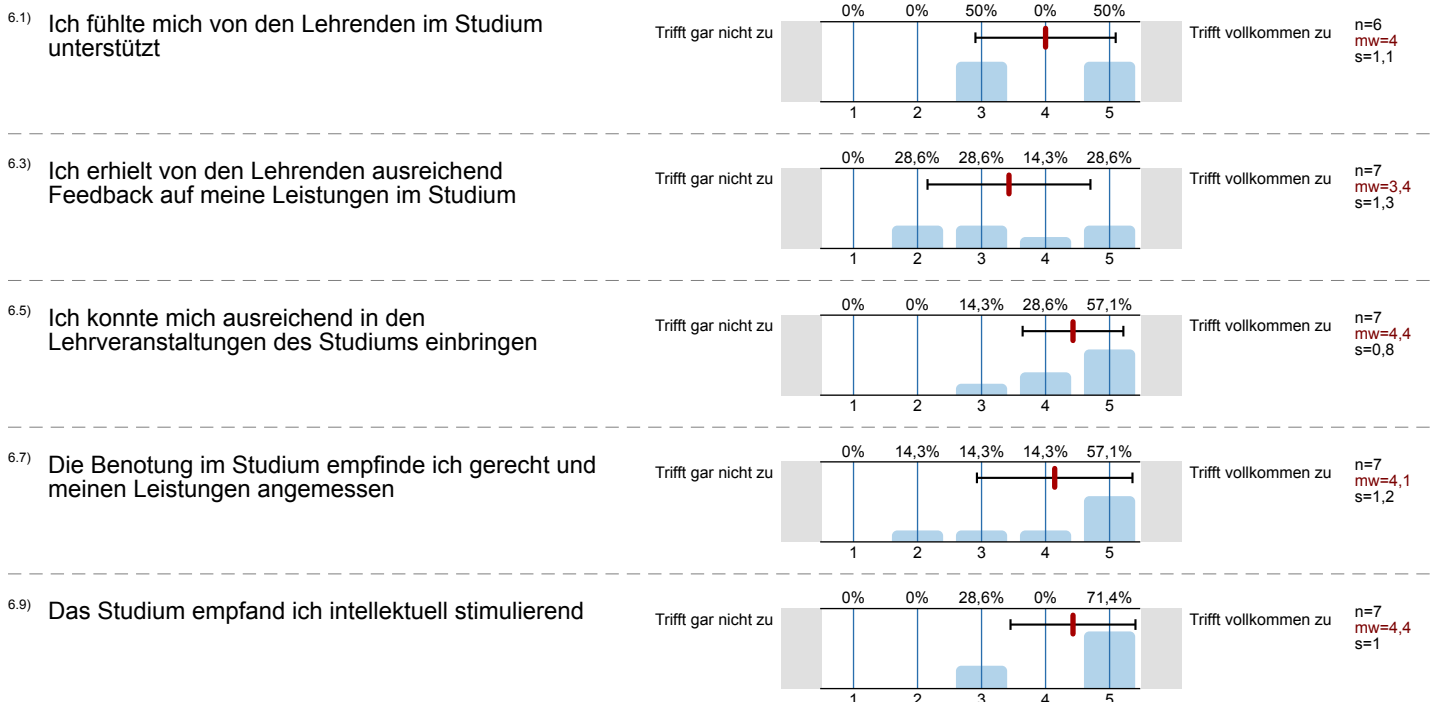 6.1) Ich fühlte mich von den Lehrenden im Studium
unterstützt
Trifft gar nicht zu
0% 0% 50% 0% 50%
1 2 3 4 5
Trifft vollkommen zu
n=6
mw=4
s=1,1
6.3) Ich erhielt von den Lehrenden ausreichend
Feedback auf meine Leistungen im Studium
Trifft gar nicht zu
0% 28,6% 28,6% 14,3% 28,6%
1 2 3 4 5
Trifft vollkommen zu
n=7
mw=3,4
s=1,3
6.5) Ich konnte mich ausreichend in den
Lehrveranstaltungen des Studiums einbringen
Trifft gar nicht zu
0% 0% 14,3% 28,6% 57,1%
1 2 3 4 5
Trifft vollkommen zu
n=7
mw=4,4
s=0,8
6.7) Die Benotung im Studium empfinde ich gerecht und
meinen Leistungen angemessen
Trifft gar nicht zu
0% 14,3% 14,3% 14,3% 57,1%
1 2 3 4 5
Trifft vollkommen zu
n=7
mw=4,1
s=1,2
6.9) Das Studium empfand ich intellektuell stimulierend
Trifft gar nicht zu
0% 0% 28,6% 0% 71,4%
1 2 3 4 5
Trifft vollkommen zu
n=7
mw=4,4
s=1